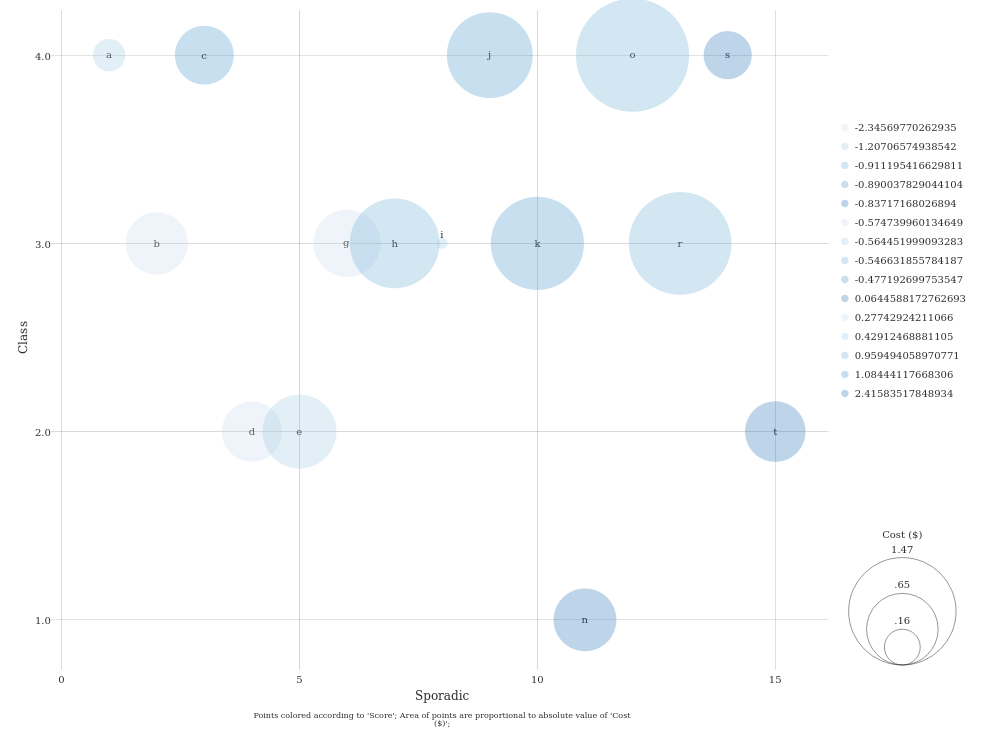 4.0
3.0
2.0
1.0
Class
a
c
j
o
s
b
g
h
i
k
r
d
e
t
n
0
5
10
15
Sporadic
Points colored according to 'Score'; Area of points are proportional to absolute value of 'Cost
($)';
-2.34569770262935
-1.20706574938542
-0.911195416629811
-0.890037829044104
-0.83717168026894
-0.574739960134649
-0.564451999093283
-0.546631855784187
-0.477192699753547
0.0644588172762693
0.27742924211066
0.42912468881105
0.959494058970771
1.08444117668306
2.41583517848934
Cost ($)
1.47
.65
.16